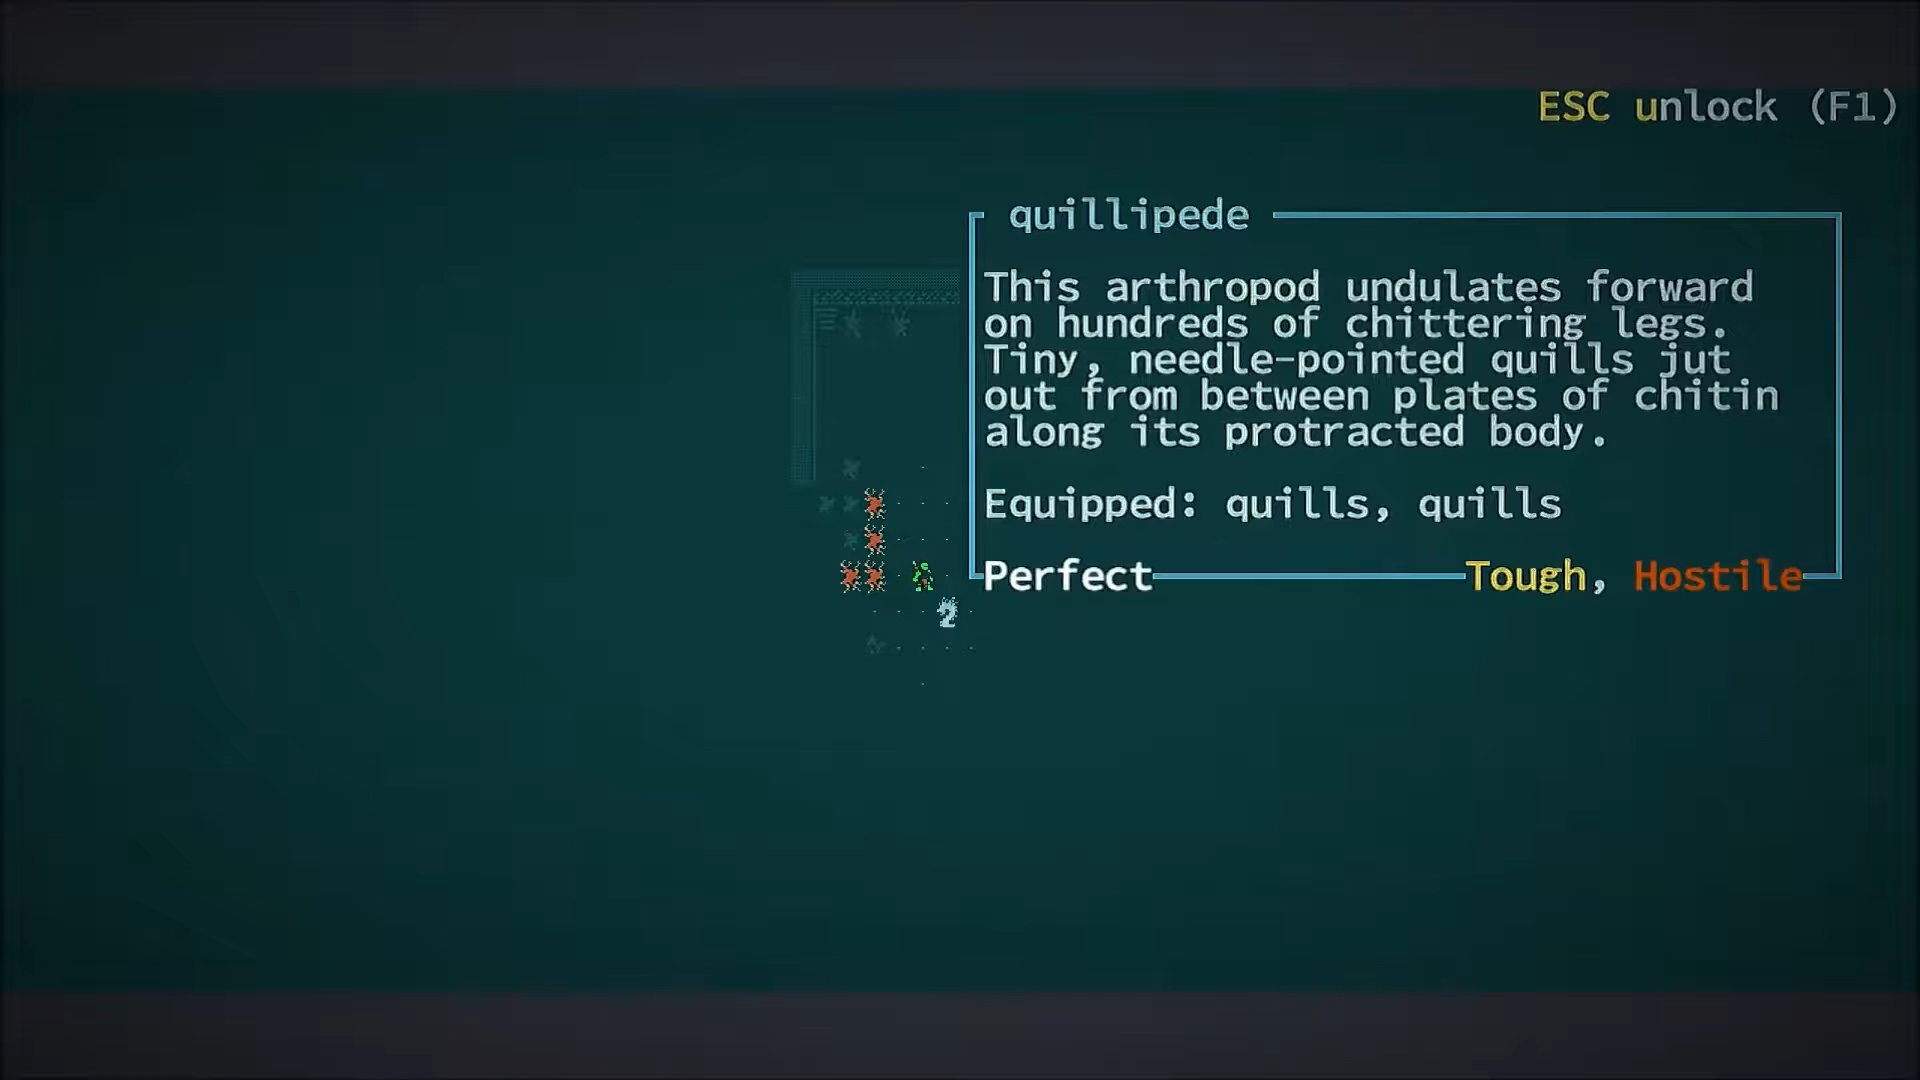 ESC unlock (F1)
quillipede
This arthropod undulates forward
on hundreds of chittering legs.
Tiny, needle-pointed quills jut
out from between plates of chitin
along its protracted body.
Equipped: quills, quills
Perfect
Tough, Hostile